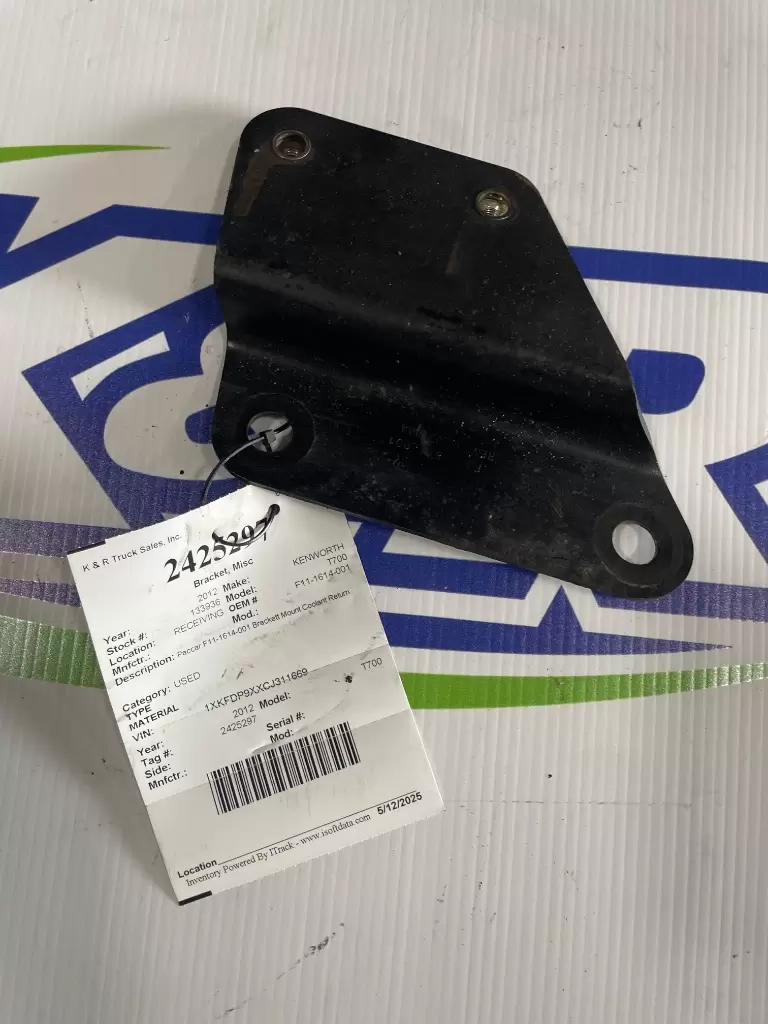 K & R Truck Sales, Inc.
2425297
Bracket, Misc
Year: 2012 Make: KENWORTH
Stock #: 133936 Model: T700
Location: RECEIVING OEM # F11-1614-001
Mnfctr.: Mod.:
Description: Paccar F11-1614-001 Brackett Mount Coolant Return
Category: USED
TYPE
MATERIAL
VIN: 1XKFDP9XXCJ311669
Year: 2012 Model: T700
Tag #: 2425297
Side: Serial #:
Mnfctr.: Mod:
Location
5/12/2025
Inventory Powered By ITrack - www.isoftdata.com